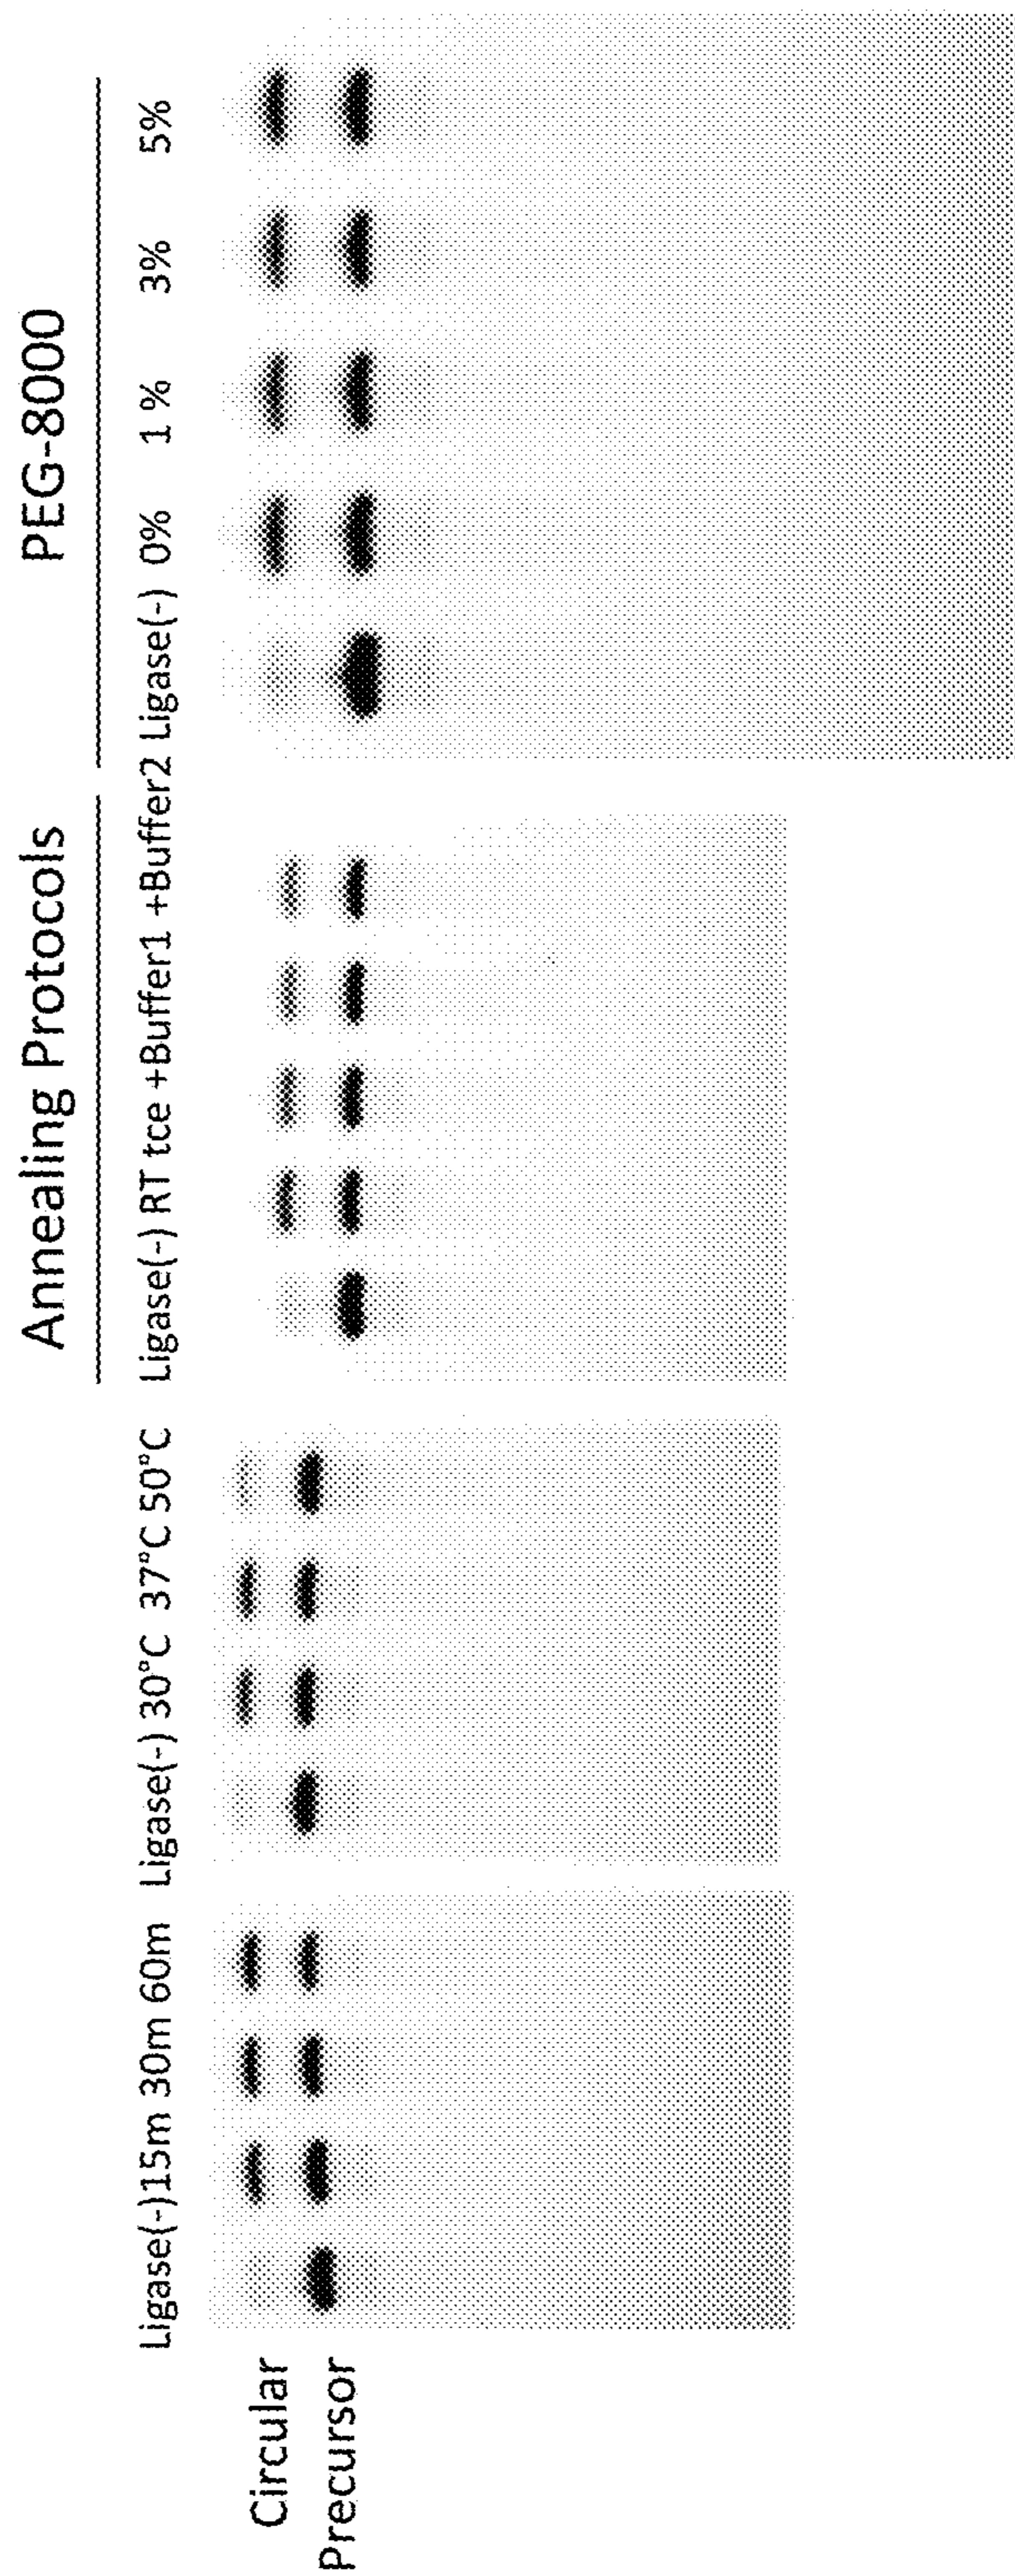 Annealing Protocols
PEG-8000
Ligase(-)15m 30m 60m
Ligase(-) 30°C 37°C 50°C
Ligase(-) RT tce +Buffer1 +Buffer2
Ligase(-) 0% 1 % 3% 5%
Circular
Precursor